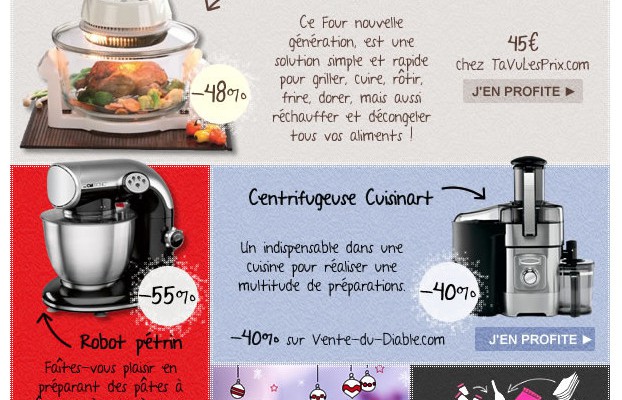 Ce Four nouvelle
génération, est une
solution simple et rapide
pour griller, cuire, rôtir,
frire, dorer, mais aussi
réchauffer et décongeler
tous vos aliments !
-48%
45€
chez TaVuLesPrix.com
J'EN PROFITE
-55%
Robot pétrin
Faîtes-vous plaisir en
préparant des pâtes à
Centrifugeuse Cuisinart
Un indispensable dans une
cuisine pour réaliser une
multitude de préparations.
-40%
-40% sur Vente-du-Diable.com
J'EN PROFITE